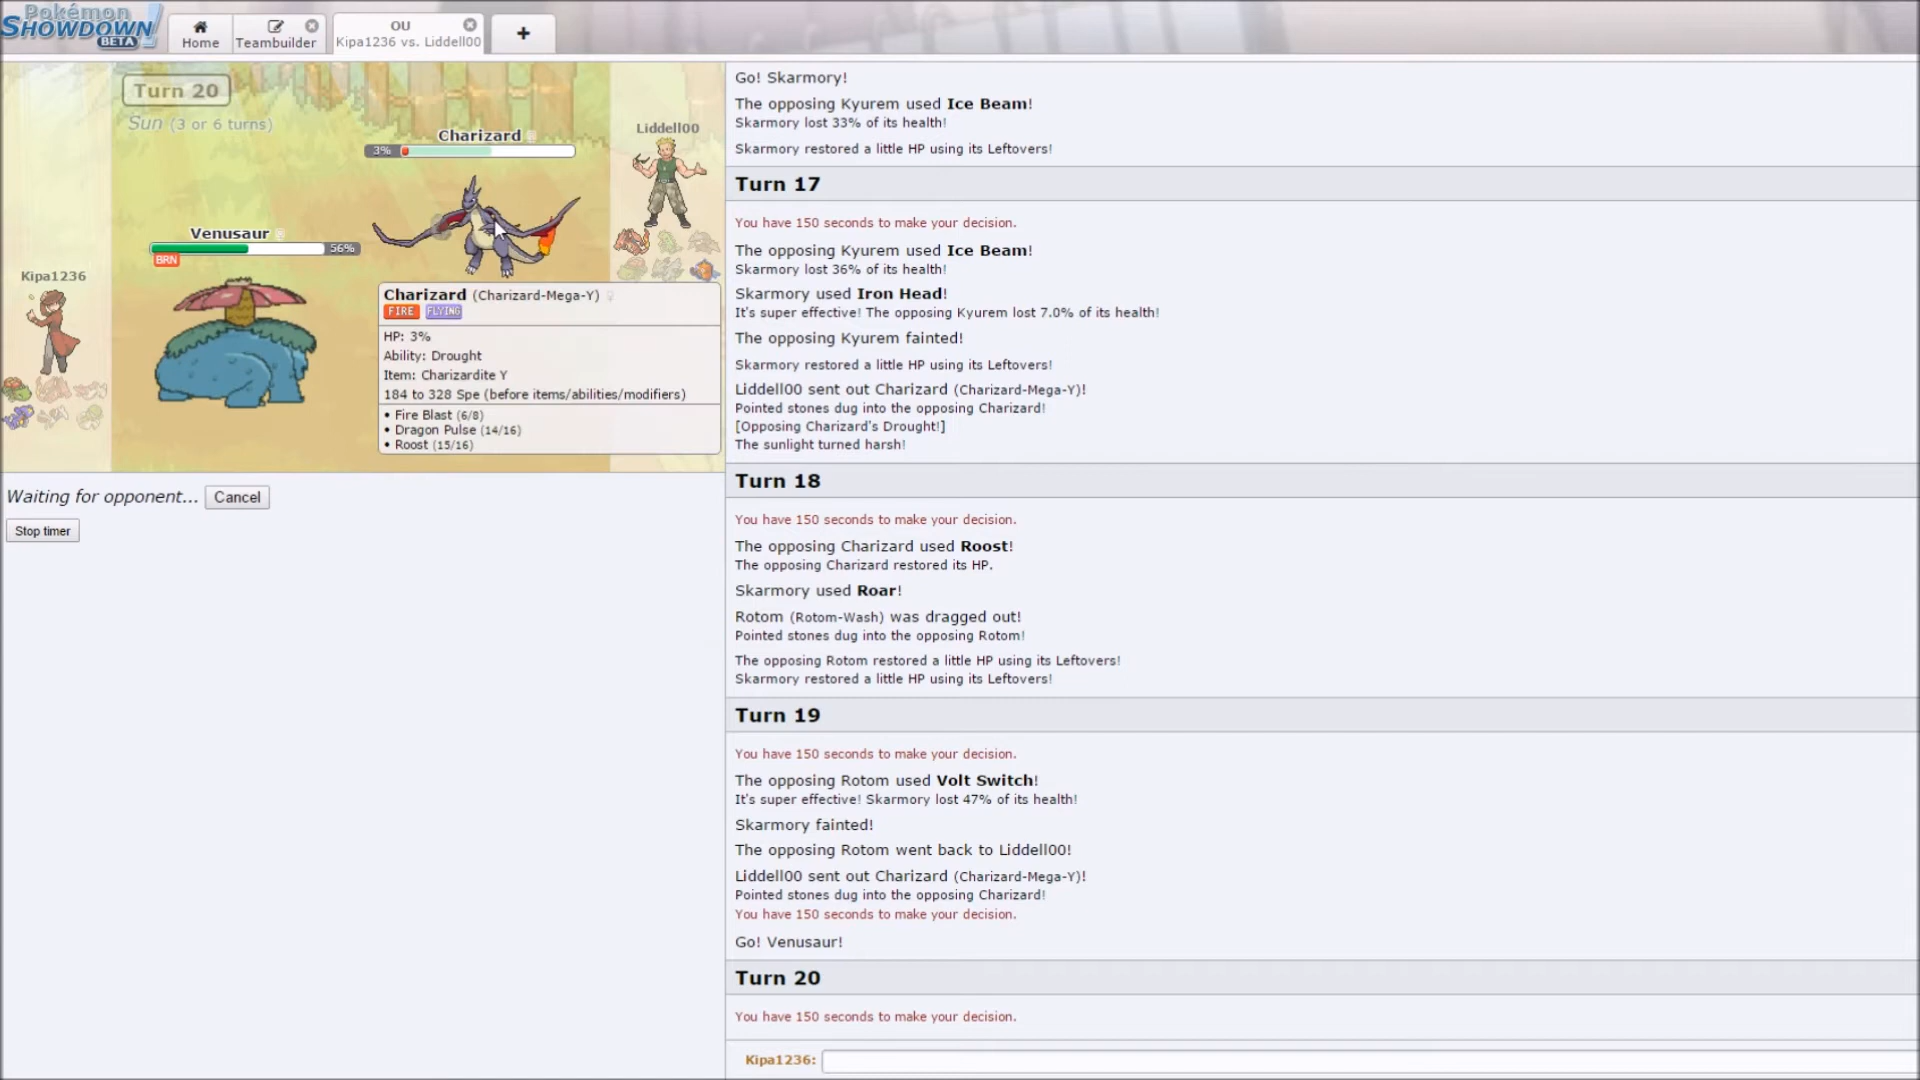 Pokémon
SHOWDOWN!
BETA
Home
Teambuilder
OU
Kipa1236 vs. Liddell00
+
Turn 20
Sun (3 or 6 turns)
Charizard
3%
Liddell00
Venusaur
56%
BRN
Kipa1236
Charizard (Charizard-Mega-Y)
FIRE FLYING
HP: 3%
Ability: Drought
Item: Charizardite Y
184 to 328 Spe (before items/abilities/modifiers)
• Fire Blast (6/8)
• Dragon Pulse (14/16)
• Roost (15/16)
Waiting for opponent... Cancel
Stop timer
Go! Skarmory!
The opposing Kyurem used Ice Beam!
Skarmory lost 33% of its health!
Skarmory restored a little HP using its Leftovers!
Turn 17
You have 150 seconds to make your decision.
The opposing Kyurem used Ice Beam!
Skarmory lost 36% of its health!
Skarmory used Iron Head!
It's super effective! The opposing Kyurem lost 7.0% of its health!
The opposing Kyurem fainted!
Skarmory restored a little HP using its Leftovers!
Liddell00 sent out Charizard (Charizard-Mega-Y)!
Pointed stones dug into the opposing Charizard!
[Opposing Charizard's Drought!]
The sunlight turned harsh!
Turn 18
You have 150 seconds to make your decision.
The opposing Charizard used Roost!
The opposing Charizard restored its HP.
Skarmory used Roar!
Rotom (Rotom-Wash) was dragged out!
Pointed stones dug into the opposing Rotom!
The opposing Rotom restored a little HP using its Leftovers!
Skarmory restored a little HP using its Leftovers!
Turn 19
You have 150 seconds to make your decision.
The opposing Rotom used Volt Switch!
It's super effective! Skarmory lost 47% of its health!
Skarmory fainted!
The opposing Rotom went back to Liddell00!
Liddell00 sent out Charizard (Charizard-Mega-Y)!
Pointed stones dug into the opposing Charizard!
You have 150 seconds to make your decision.
Go! Venusaur!
Turn 20
You have 150 seconds to make your decision.
Kipa1236: